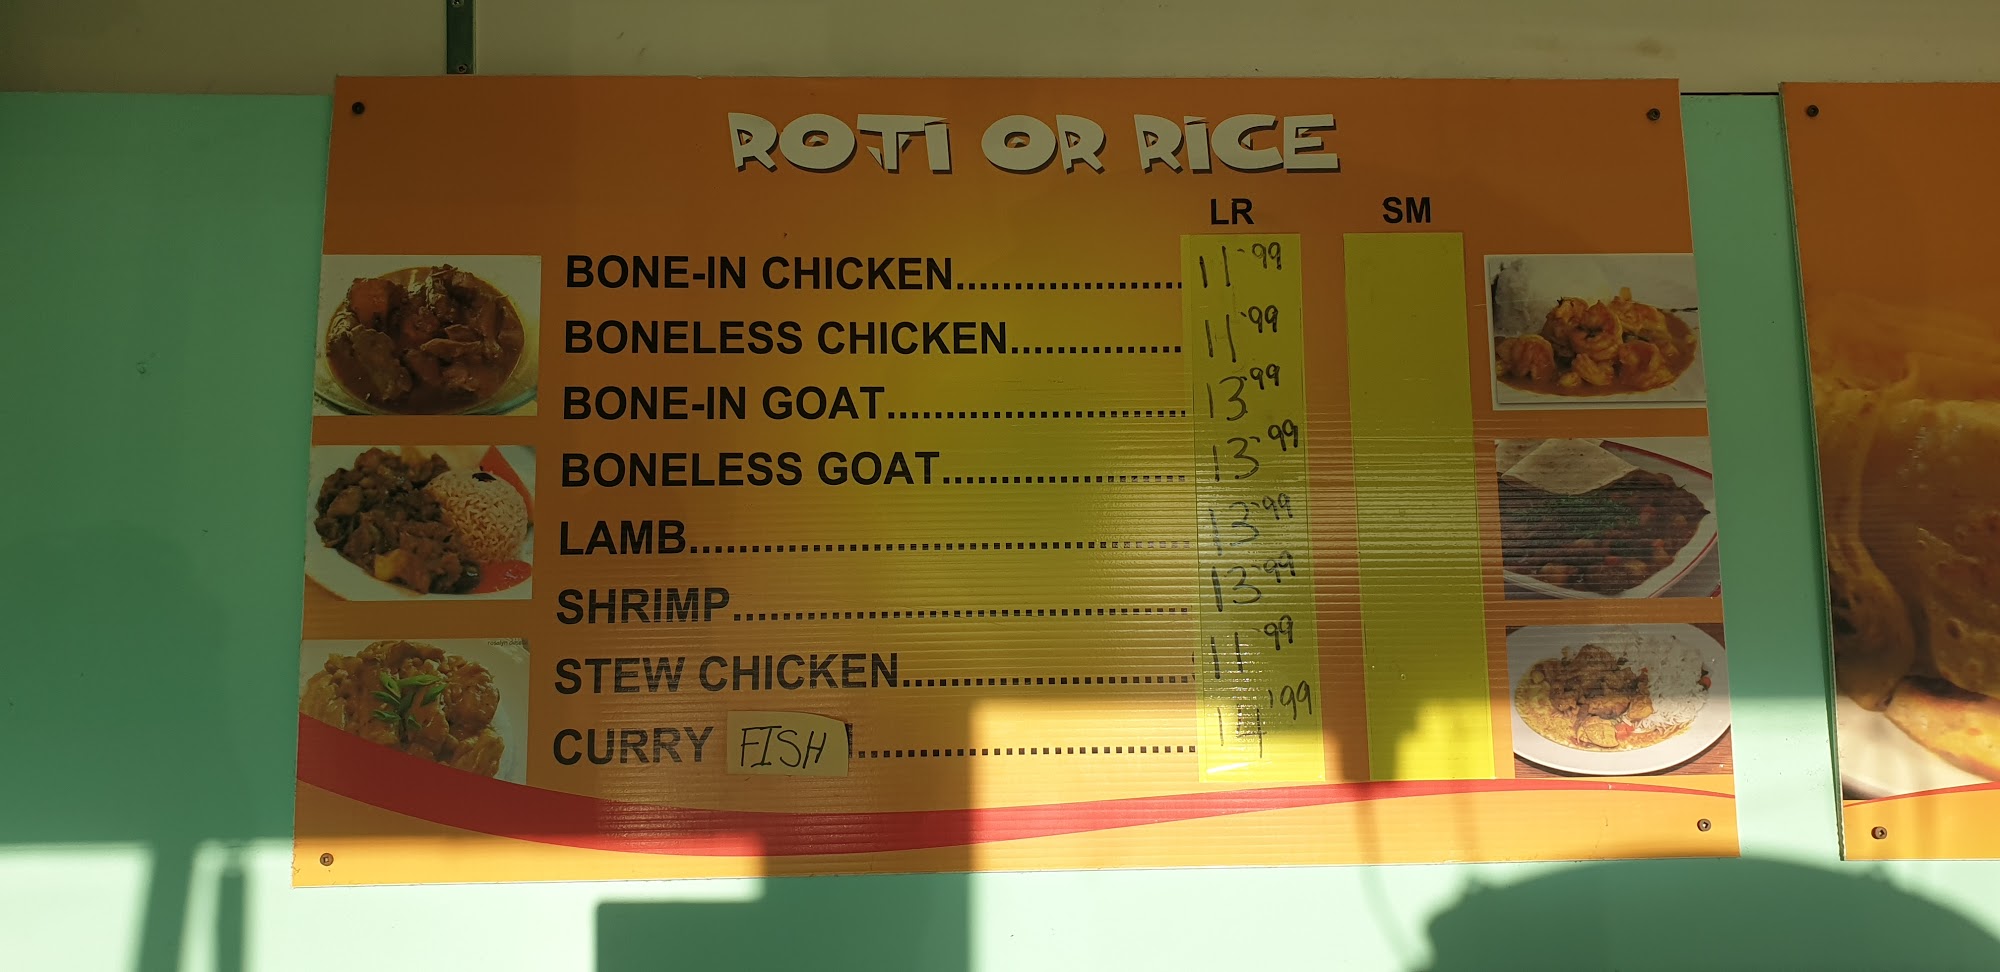 ROTI OR RICE
LR SM
BONE-IN CHICKEN.................... 11.99
BONELESS CHICKEN............... 11.99
BONE-IN GOAT.......................... 13.99
BONELESS GOAT..................... 13.99
LAMB........................................... 13.99
SHRIMP....................................... 13.99
STEW CHICKEN......................... 11.99
CURRY FISH.............................. 14.99